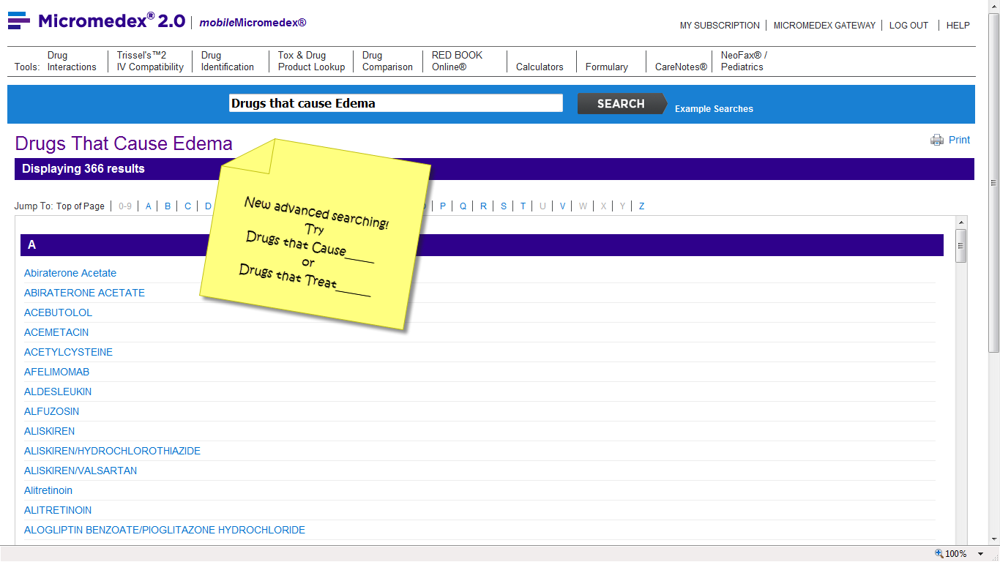 Micromedex® 2.0 | mobileMicromedex®
MY SUBSCRIPTION | MICROMEDEX GATEWAY | LOG OUT | HELP
Tools: Drug Interactions | Trissel's™2 IV Compatibility | Drug Identification | Tox & Drug Product Lookup | Drug Comparison | RED BOOK Online® | Calculators | Formulary | CareNotes® | NeoFax® / Pediatrics
Drugs that cause Edema
SEARCH
Example Searches
Drugs That Cause Edema
Print
Displaying 366 results
Jump To: Top of Page | 0-9 | A | B | C | D
P | Q | R | S | T | U | V | W | X | Y | Z
New advanced searching!
Try
Drugs that Cause____
or
Drugs that Treat_____
A
Abiraterone Acetate
ABIRATERONE ACETATE
ACEBUTOLOL
ACEMETACIN
ACETYLCYSTEINE
AFELIMOMAB
ALDESLEUKIN
ALFUZOSIN
ALISKIREN
ALISKIREN/HYDROCHLOROTHIAZIDE
ALISKIREN/VALSARTAN
Alitretinoin
ALITRETINOIN
ALOGLIPTIN BENZOATE/PIOGLITAZONE HYDROCHLORIDE
100%